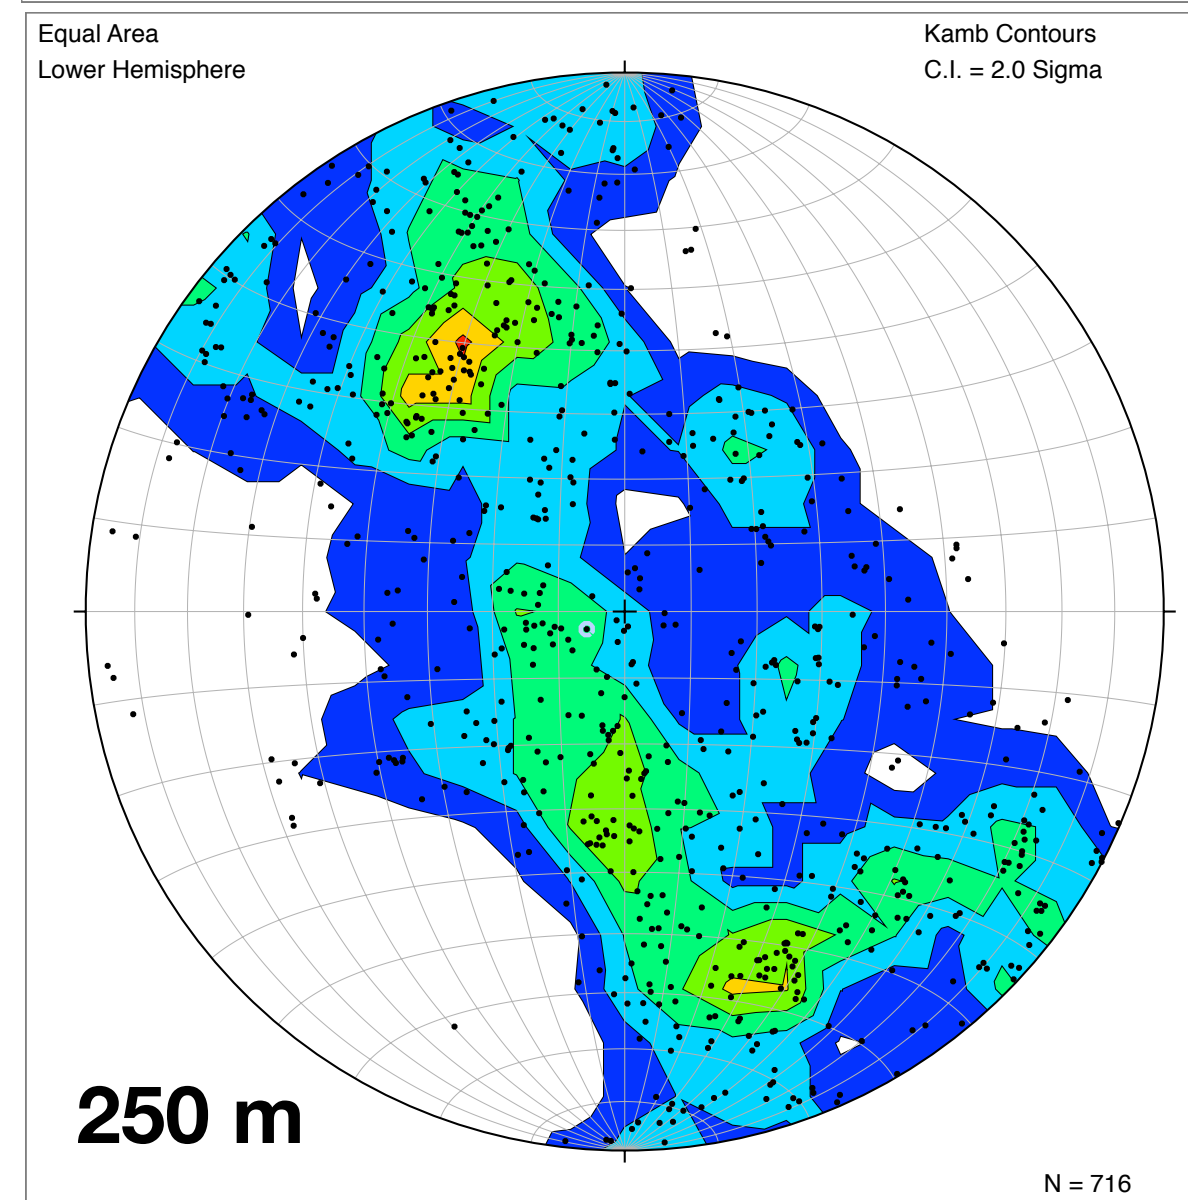 Equal Area
Kamb Contours
Lower Hemisphere
C.I. = 2.0 Sigma
250 m
N = 716